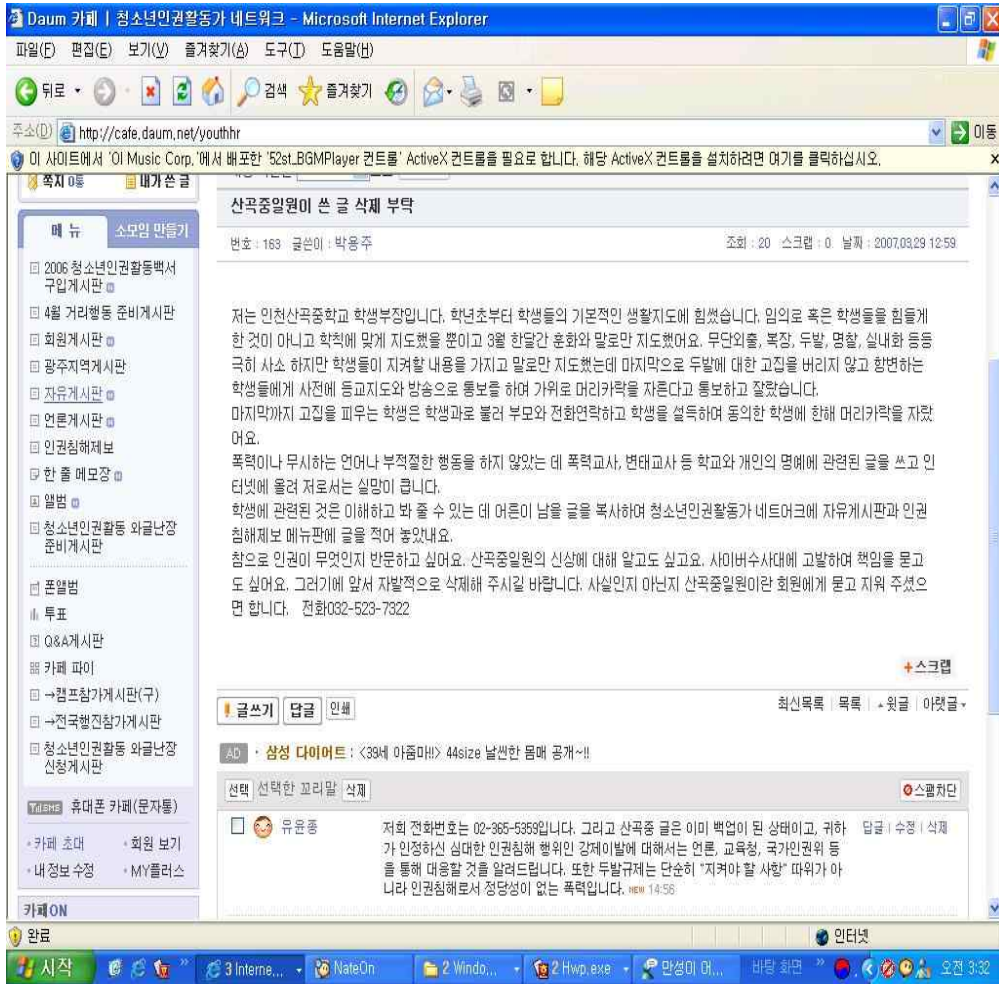 Daum 카페 | 청소년인권활동가 네트워크 - Microsoft Internet Explorer
파일(F) 편집(E) 보기(V) 즐겨찾기(A) 도구(T) 도움말(H)
뒤로 검색 즐겨찾기
주소(D) http://cafe.daum.net/youthhr 이동
이 사이트에서 'OI Music Corp.'에서 배포한 '52st_BGMPlayer 컨트롤' ActiveX 컨트롤을 필요로 합니다. 해당 ActiveX 컨트롤을 설치하려면 여기를 클릭하십시오. x
쪽지 0통 내가 쓴 글
메 뉴 소모임 만들기
2006 청소년인권활동백서
구입게시판
4월 거리행동 준비게시판
회원게시판
광주지역게시판
자유게시판
언론게시판
인권침해제보
한 줄 메모장
앨범
청소년인권활동 와글난장
준비게시판
폰앨범
투표
Q&A게시판
카페 파이
→캠프참가게시판(구)
→전국행진참가게시판
청소년인권활동 와글난장
신청게시판
휴대폰 카페(문자통)
카페 초대 회원 보기
내정보 수정 MY플러스
카페ON
산곡중일원이 쓴 글 삭제 부탁
번호 : 163 글쓴이 : 박용주 조회 : 20 스크랩 : 0 날짜 : 2007.03.29 12:59
저는 인천산곡중학교 학생부장입니다. 학년초부터 학생들의 기본적인 생활지도에 힘썼습니다. 임의로 혹은 학생들을 힘들게
한 것이 아니고 학칙에 맞게 지도했을 뿐이고 3월 한달간 훈화와 말로만 지도했어요. 무단외출, 복장, 두발, 명찰, 실내화 등등
극히 사소 하지만 학생들이 지켜할 내용을 가지고 말로만 지도했는데 마지막으로 두발에 대한 고집을 버리지 않고 항변하는
학생들에게 사전에 등교지도와 방송으로 통보를 하여 가위로 머리카락을 자른다고 통보하고 잘랐습니다.
마지막까지 고집을 피우는 학생은 학생과로 불러 부모와 전화연락하고 학생을 설득하여 동의한 학생에 한해 머리카락을 자랐
어요.
폭력이나 무시하는 언어나 부적절한 행동을 하지 않았는 데 폭력교사, 변태교사 등 학교와 개인의 명예에 관련된 글을 쓰고 인
터넷에 올려 저로서는 실망이 큽니다.
학생에 관련된 것은 이해하고 봐 줄 수 있는 데 어른이 남을 글을 복사하여 청소년인권활동가 네트어크에 자유게시판과 인권
침해제보 메뉴판에 글을 적어 놓았내요.
참으로 인권이 무엇인지 반문하고 싶어요. 산곡중일원의 신상에 대해 알고도 싶고요. 사이버수사대에 고발하여 책임을 묻고
도 싶어요. 그러기에 앞서 자발적으로 삭제해 주시길 바랍니다. 사실인지 아닌지 산곡중일원이란 회원에게 묻고 지워 주셨으
면 합니다. 전화032-523-7322
+스크랩
글쓰기 답글 인쇄 최신목록 | 목록 | 윗글 | 아랫글
AD · 삼성 다이어트 : <39세 아줌마!!> 44size 날씬한 몸매 공개~!!
선택 선택한 꼬리말 삭제 스팸차단
유윤종 저희 전화번호는 02-365-5359입니다. 그리고 산곡중 글은 이미 백업이 된 상태이고, 귀하 답글 | 수정 | 삭제
가 인정하신 심대한 인권침해 행위인 강제이발에 대해서는 언론, 교육청, 국가인권위 등
을 통해 대응할 것을 알려드립니다. 또한 두발규제는 단순히 "지켜야 할 사항" 따위가 아
니라 인권침해로서 정당성이 없는 폭력입니다. NEW 14:56
완료 인터넷
시작 3 Interne... NateOn 2 Windo... 2 Hwp.exe 만성이 어... 바탕 화면 오전 3:32